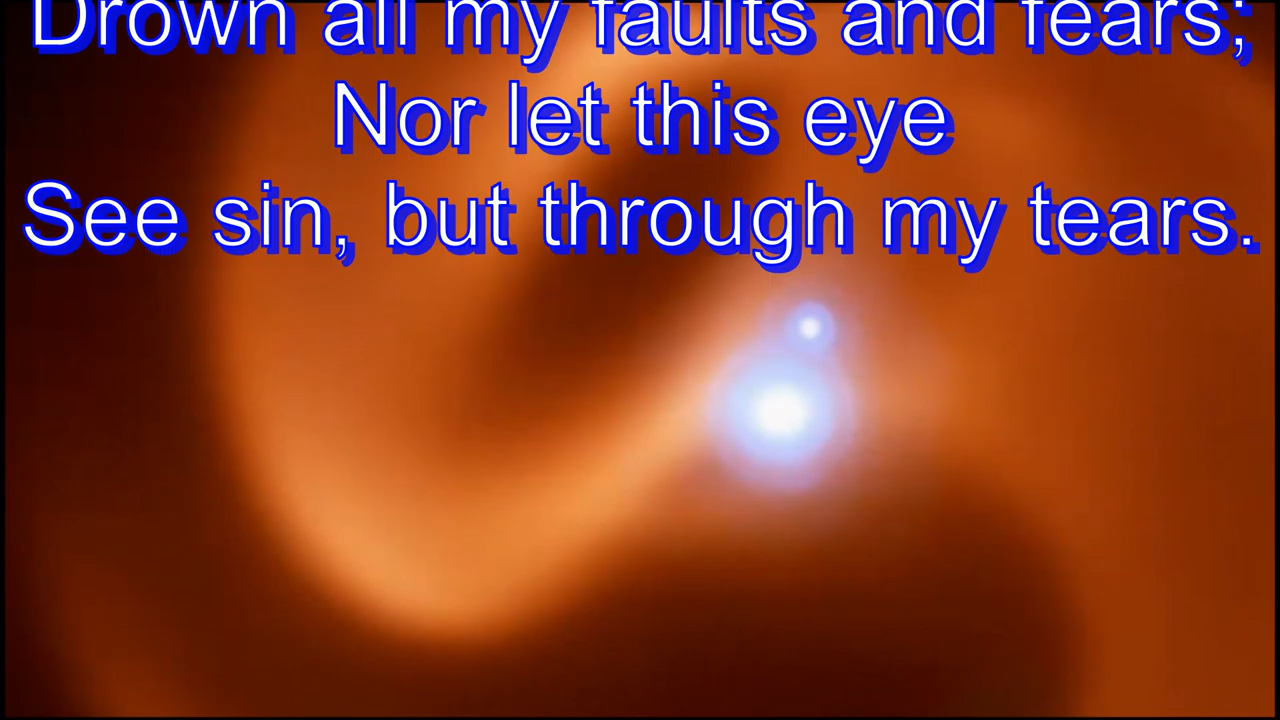 Drown all my faults and fears;
Nor let this eye
See sin, but through my tears.